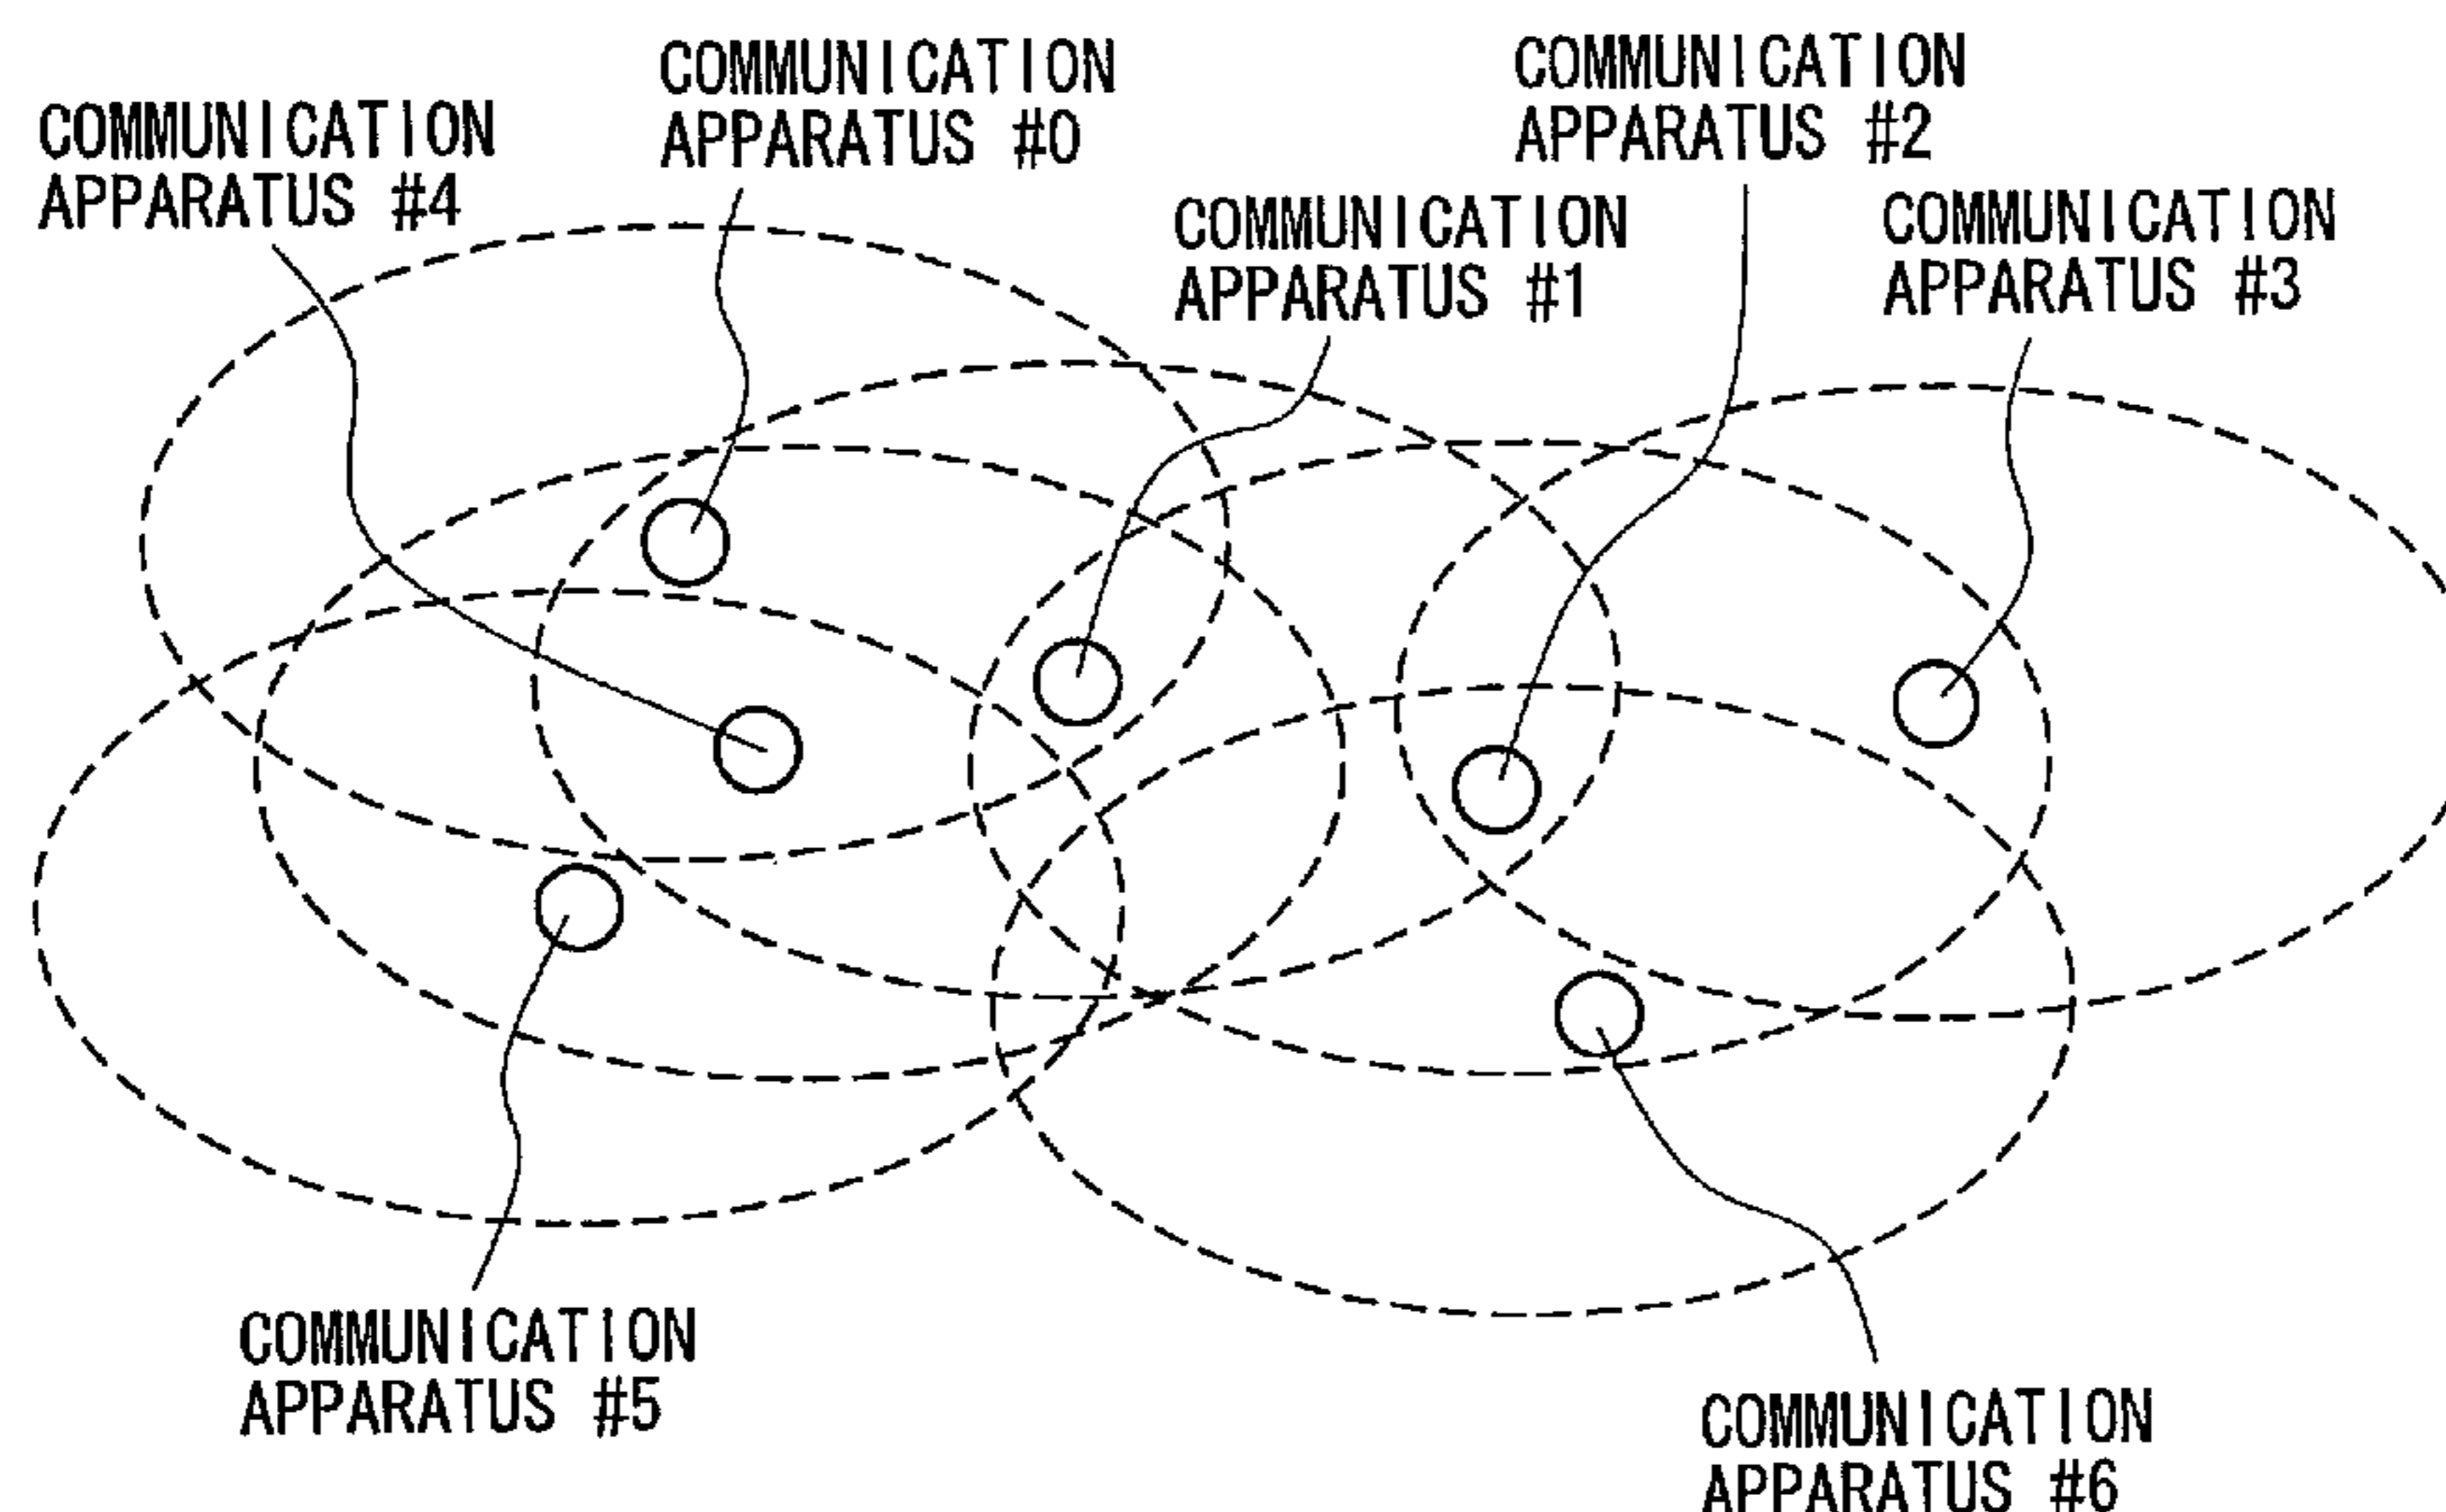 COMMUNICATION
APPARATUS #4
COMMUNICATION
APPARATUS #0
COMMUNICATION
APPARATUS #1
COMMUNICATION
APPARATUS #2
COMMUNICATION
APPARATUS #3
COMMUNICATION
APPARATUS #5
COMMUNICATION
APPARATUS #6